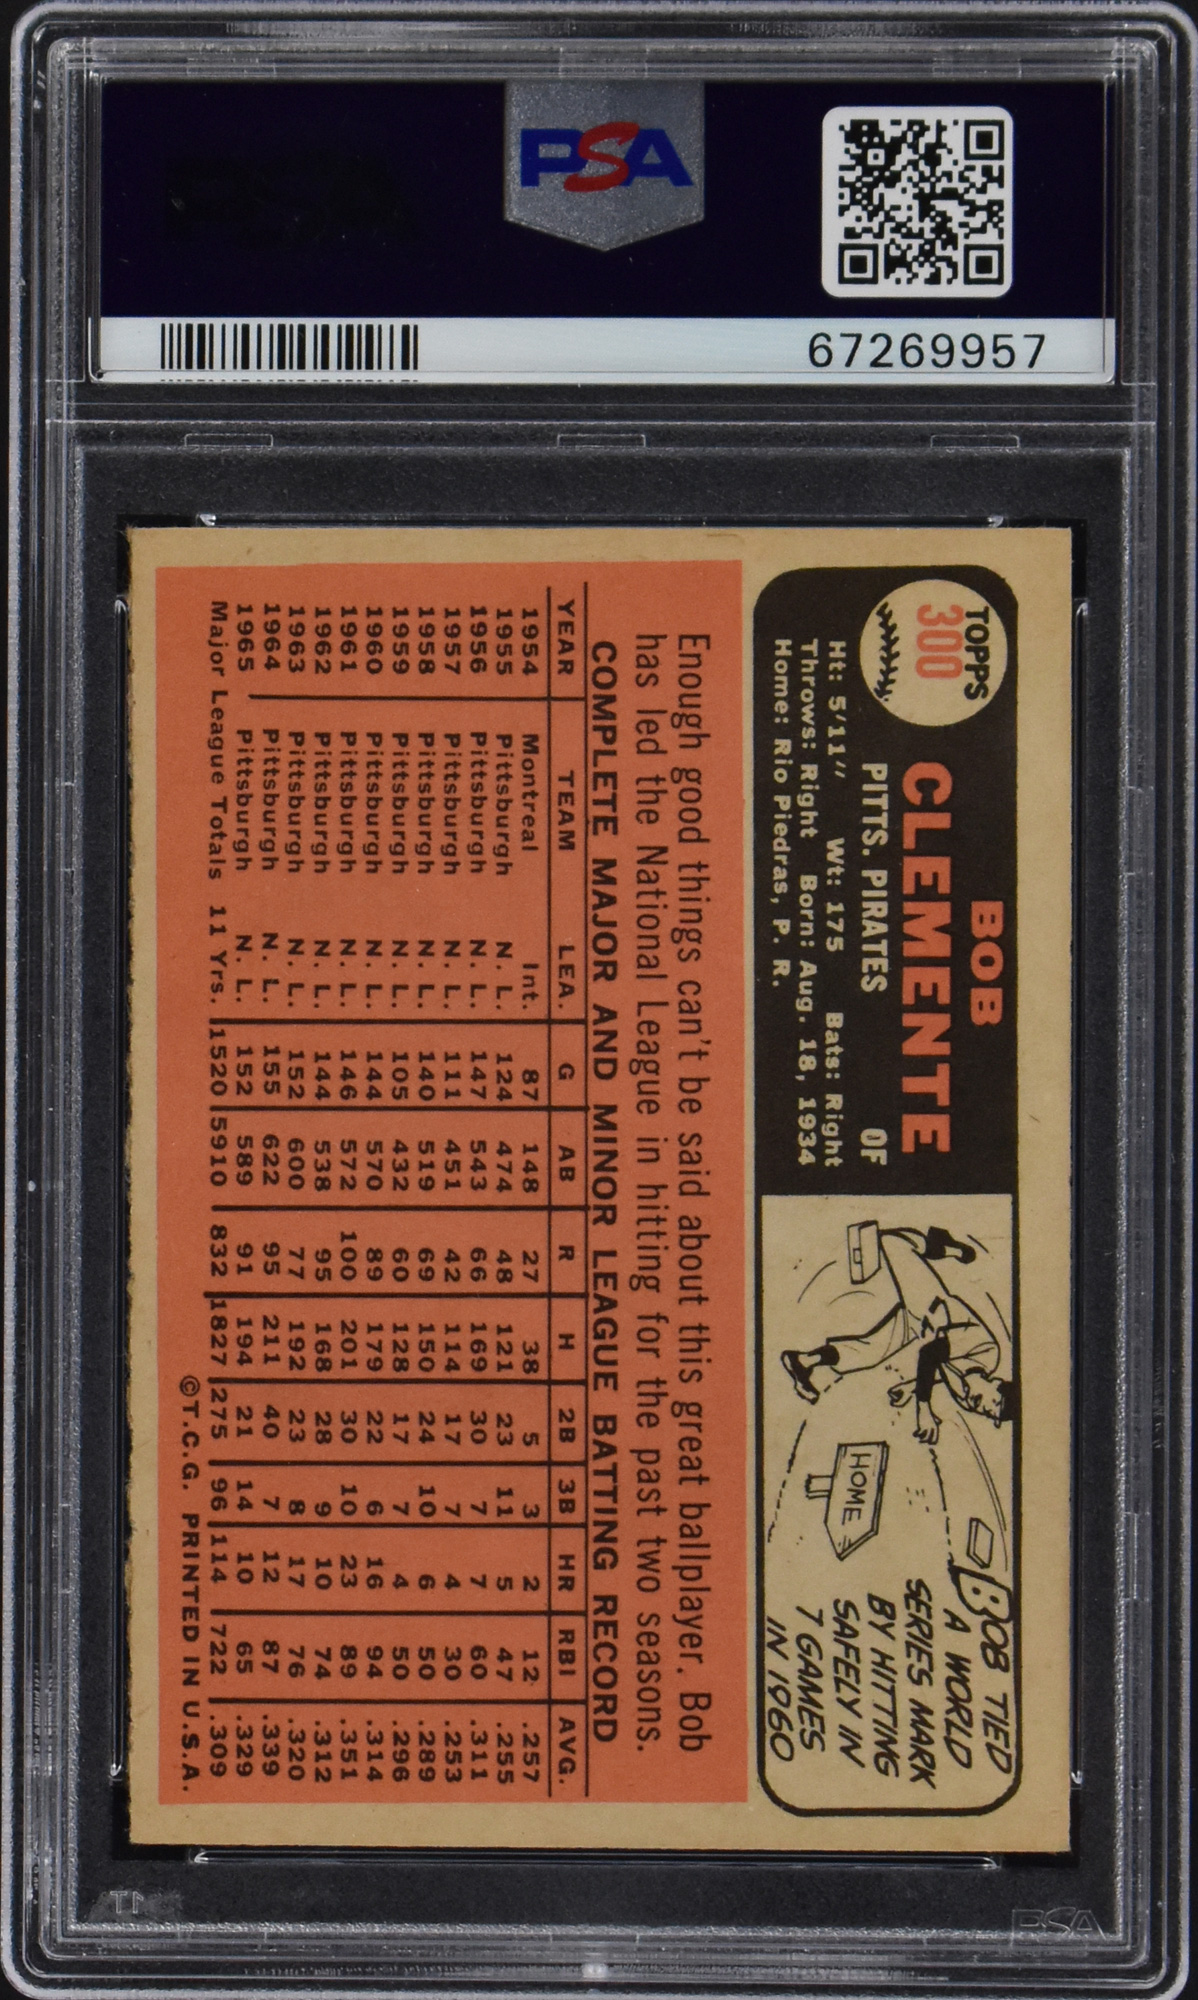 PSA
67269957
TOPPS
300
BOB
CLEMENTE
PITTS. PIRATES OF
Ht: 5'11" Wt: 175 Bats: Right
Throws: Right Born: Aug. 18, 1934
Home: Rio Piedras, P. R.
BOB TIED
A WORLD
SERIES MARK
BY HITTING
SAFELY IN
7 GAMES
IN 1960
HOME
Enough good things can't be said about this great ballplayer. Bob
has led the National League in hitting for the past two seasons.
COMPLETE MAJOR AND MINOR LEAGUE BATTING RECORD
YEAR TEAM LEA. G AB R H 2B 3B HR RBI AVG.
1954 Montreal Int. 87 148 27 38 5 3 2 12 .257
1955 Pittsburgh N. L. 124 474 48 121 23 11 5 47 .255
1956 Pittsburgh N. L. 147 543 66 169 30 7 7 60 .311
1957 Pittsburgh N. L. 111 451 42 114 17 7 4 30 .253
1958 Pittsburgh N. L. 140 519 69 150 24 10 6 50 .289
1959 Pittsburgh N. L. 105 432 60 128 17 7 4 50 .296
1960 Pittsburgh N. L. 144 570 89 179 22 6 16 94 .314
1961 Pittsburgh N. L. 146 572 100 201 30 10 23 89 .351
1962 Pittsburgh N. L. 144 538 95 168 28 9 10 74 .312
1963 Pittsburgh N. L. 152 600 77 192 23 8 17 76 .320
1964 Pittsburgh N. L. 155 622 95 211 40 7 12 87 .339
1965 Pittsburgh N. L. 152 589 91 194 21 14 10 65 .329
Major League Totals 11 Yrs. 1520 5910 832 1827 275 96 114 722 .309
©T.C.G. PRINTED IN U.S.A.
PSA